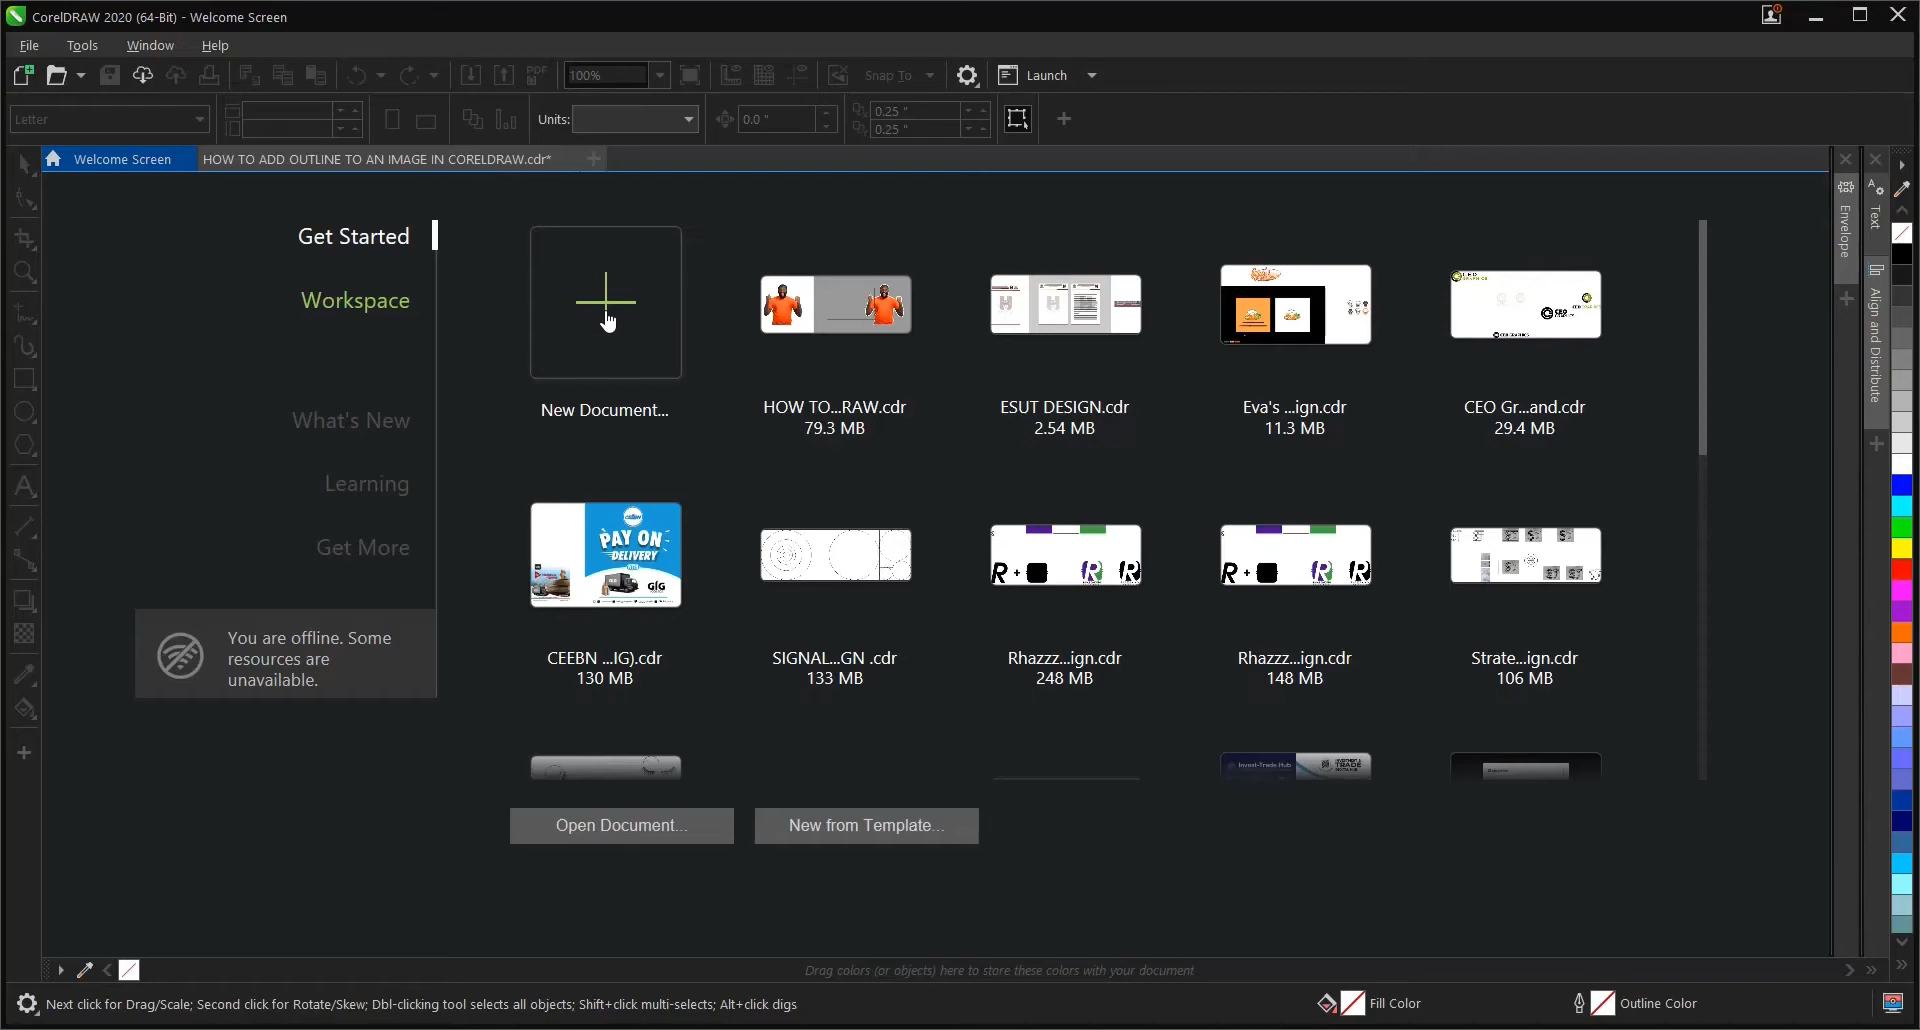 CorelDRAW 2020 (64-Bit) - Welcome Screen
File Tools Window Help
PDF 100% Snap To Launch
Letter Units: 0.0 " 0.25 "
0.25 "
Welcome Screen HOW TO ADD OUTLINE TO AN IMAGE IN CORELDRAW.cdr*
Get Started
Workspace
What's New
Learning
Get More
You are offline. Some
resources are
unavailable.
New Document...
HOW TO...RAW.cdr
79.3 MB
ESUT DESIGN.cdr
2.54 MB
Eva's ...ign.cdr
11.3 MB
CEO Gr...and.cdr
29.4 MB
PAY ON
DELIVERY
GIG
CEEBN ...IG).cdr
130 MB
SIGNAL...GN .cdr
133 MB
R + R R
Rhazzz...ign.cdr
248 MB
R + R R
Rhazzz...ign.cdr
148 MB
Strate...ign.cdr
106 MB
Invest-Trade Hub
Open Document...
New from Template...
Envelope
Text
Align and Distribute
Drag colors (or objects) here to store these colors with your document
Next click for Drag/Scale; Second click for Rotate/Skew; Dbl-clicking tool selects all objects; Shift+click multi-selects; Alt+click digs
Fill Color
Outline Color